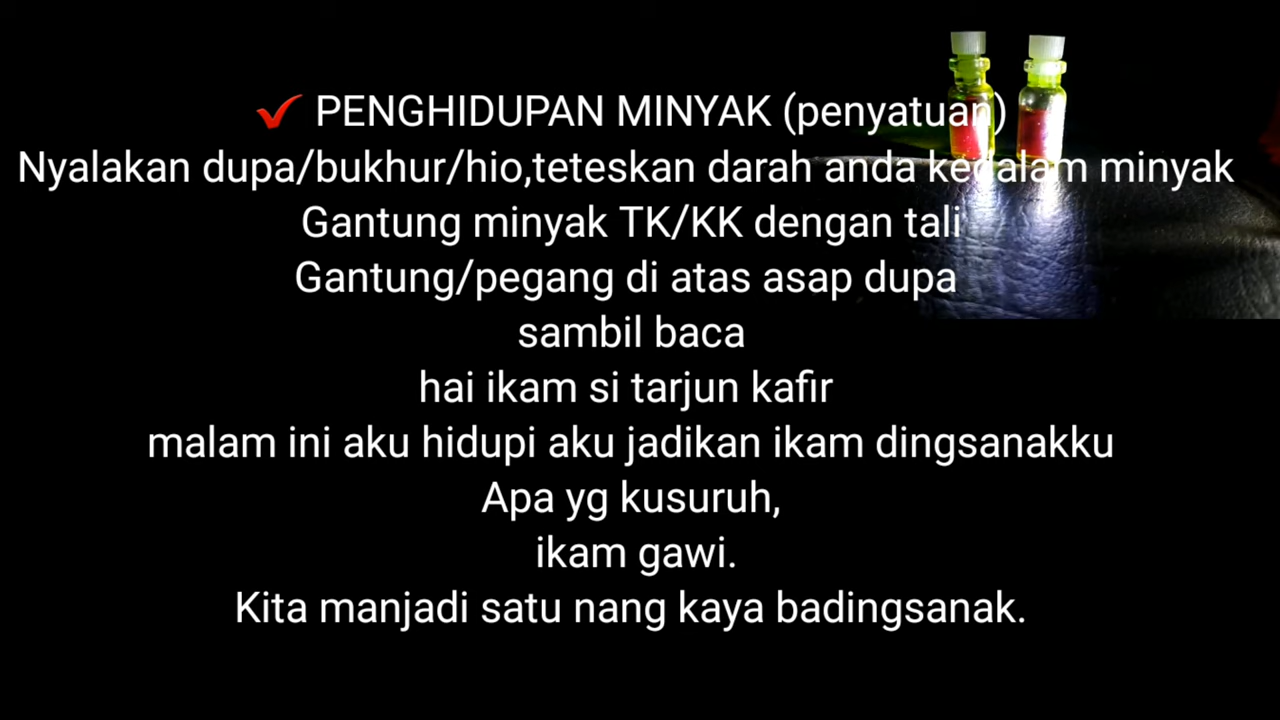 PENGHIDUPAN MINYAK (penyatuan)
Nyalakan dupa/bukhur/hio,teteskan darah anda kedalam minyak
Gantung minyak TK/KK dengan tali
Gantung/pegang di atas asap dupa
sambil baca
hai ikam si tarjun kafir
malam ini aku hidupi aku jadikan ikam dingsanakku
Apa yg kusuruh,
ikam gawi.
Kita manjadi satu nang kaya badingsanak.